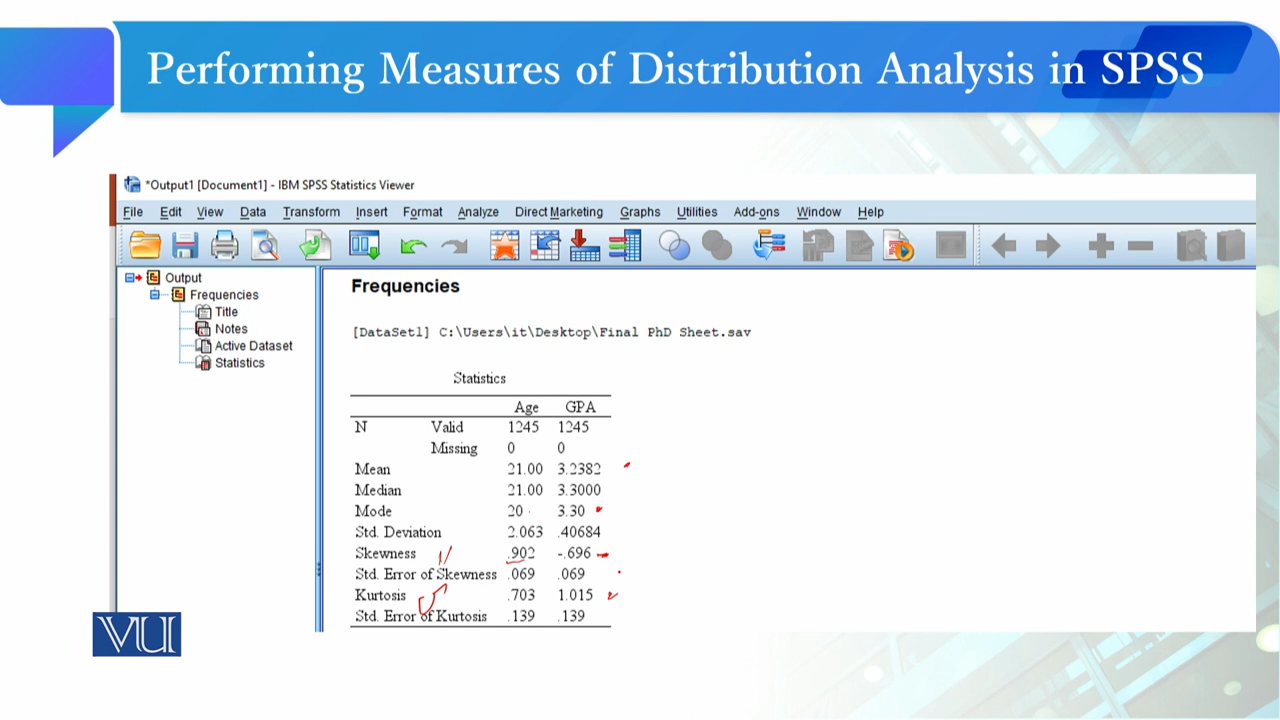 Performing Measures of Distribution Analysis in SPSS
*Output1 [Document1] - IBM SPSS Statistics Viewer
File Edit View Data Transform Insert Format Analyze Direct Marketing Graphs Utilities Add-ons Window Help
Output
Frequencies
Title
Notes
Active Dataset
Statistics
Frequencies
[DataSet1] C:\Users\it\Desktop\Final PhD Sheet.sav
Statistics
Age GPA
N Valid 1245 1245
Missing 0 0
Mean 21.00 3.2382
Median 21.00 3.3000
Mode 20 3.30
Std. Deviation 2.063 .40684
Skewness .902 -.696
Std. Error of Skewness .069 .069
Kurtosis .703 1.015
Std. Error of Kurtosis .139 .139
VU